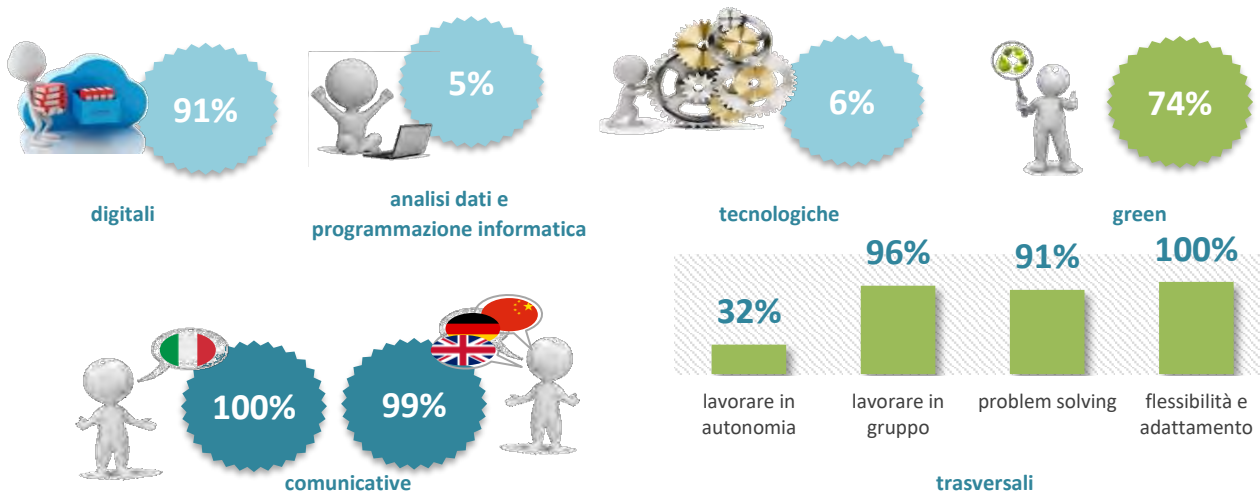 91%
5%
6%
74%
digitali
analisi dati e
programmazione informatica
tecnologiche
green
100%
99%
comunicative
32%
96%
91%
100%
lavorare in
autonomia
lavorare in
gruppo
problem solving
flessibilità e
adattamento
trasversali